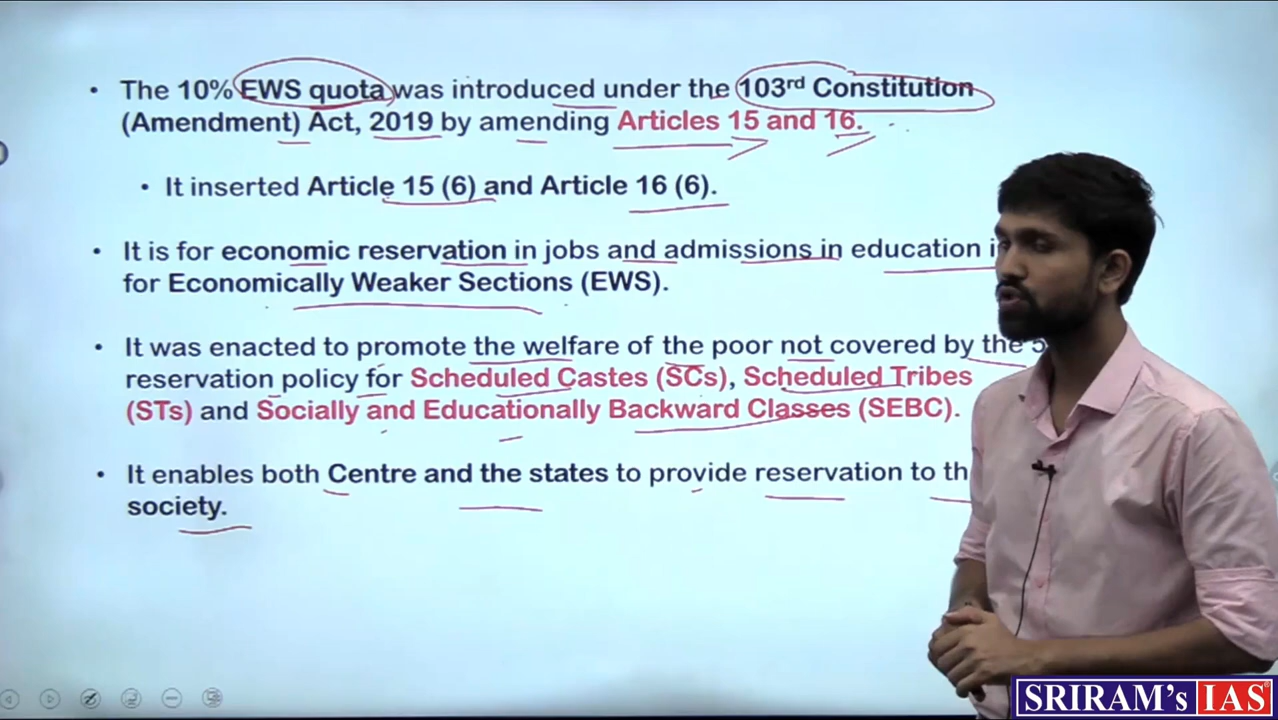 • The 10% EWS quota was introduced under the 103rd Constitution
(Amendment) Act, 2019 by amending Articles 15 and 16.
• It inserted Article 15 (6) and Article 16 (6).
• It is for economic reservation in jobs and admissions in education
for Economically Weaker Sections (EWS).
• It was enacted to promote the welfare of the poor not covered by the
reservation policy for Scheduled Castes (SCs), Scheduled Tribes
(STs) and Socially and Educationally Backward Classes (SEBC).
• It enables both Centre and the states to provide reservation to
society.
SRIRAM's IAS